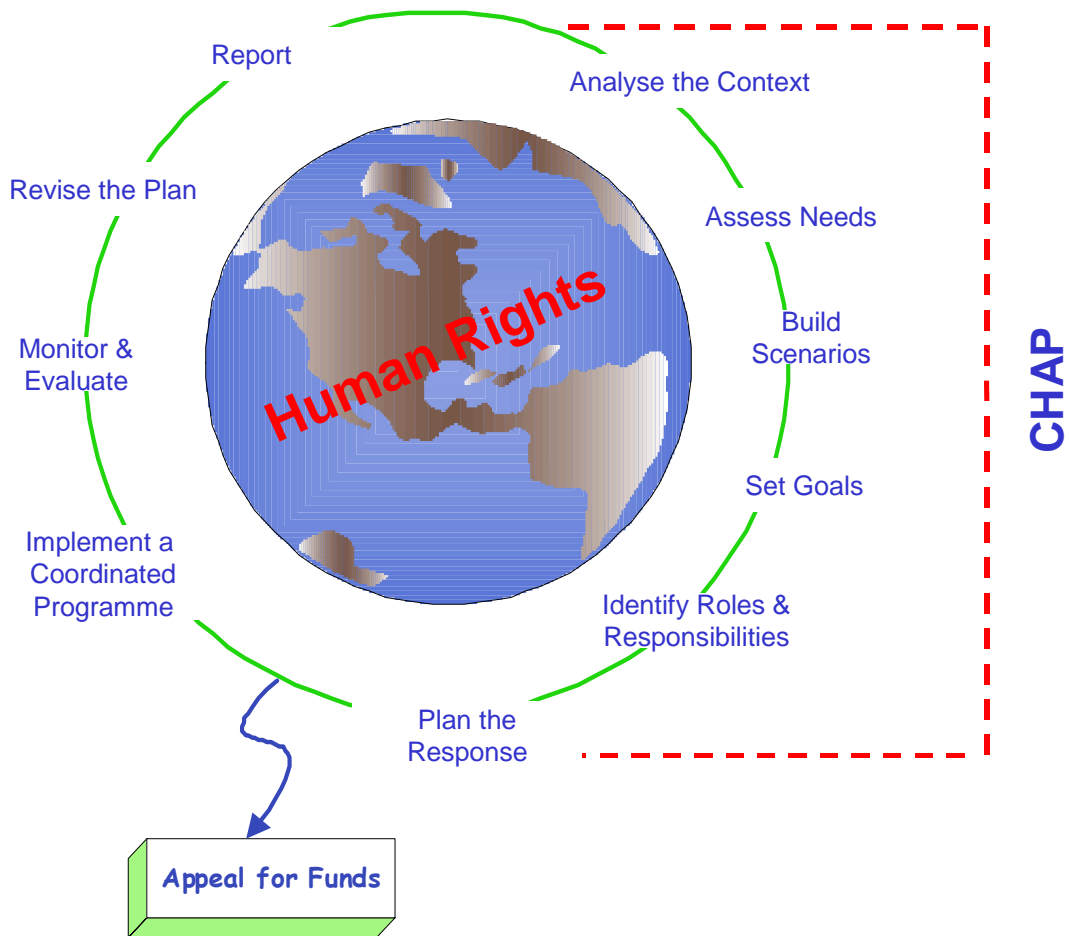 Report
Analyse the Context
Revise the Plan
Assess Needs
Human Rights
Build
Scenarios
Monitor &
Evaluate
CHAP
Set Goals
Implement a
Coordinated
Programme
Identify Roles &
Responsibilities
Plan the
Response
Appeal for Funds